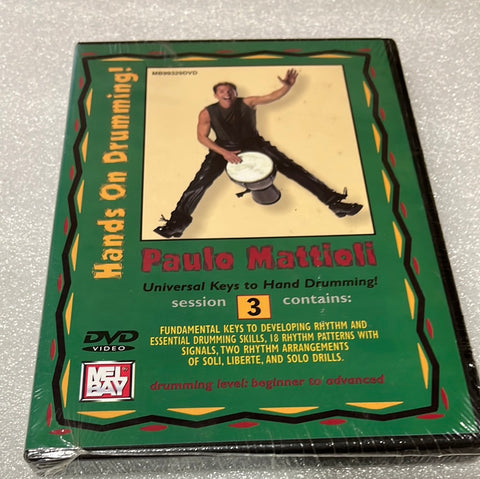 MB99329DVD
Hands On Drumming!
Paulo Mattioli
Universal Keys to Hand Drumming!
session 3 contains:
FUNDAMENTAL KEYS TO DEVELOPING RHYTHM AND
ESSENTIAL DRUMMING SKILLS, 18 RHYTHM PATTERNS WITH
SIGNALS, TWO RHYTHM ARRANGEMENTS
OF SOLI, LIBERTE, AND SOLO DRILLS.
DVD
VIDEO
MEL
BAY
drumming level: beginner to advanced